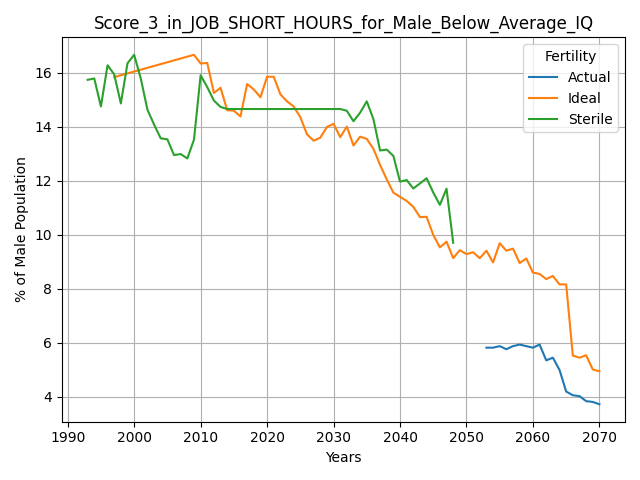 Score_3_in_JOB_SHORT_HOURS_for_Male_Below_Average_IQ
Fertility
Actual
Ideal
Sterile
% of Male Population
16
14
12
10
8
6
4
1990 2000 2010 2020 2030 2040 2050 2060 2070
Years